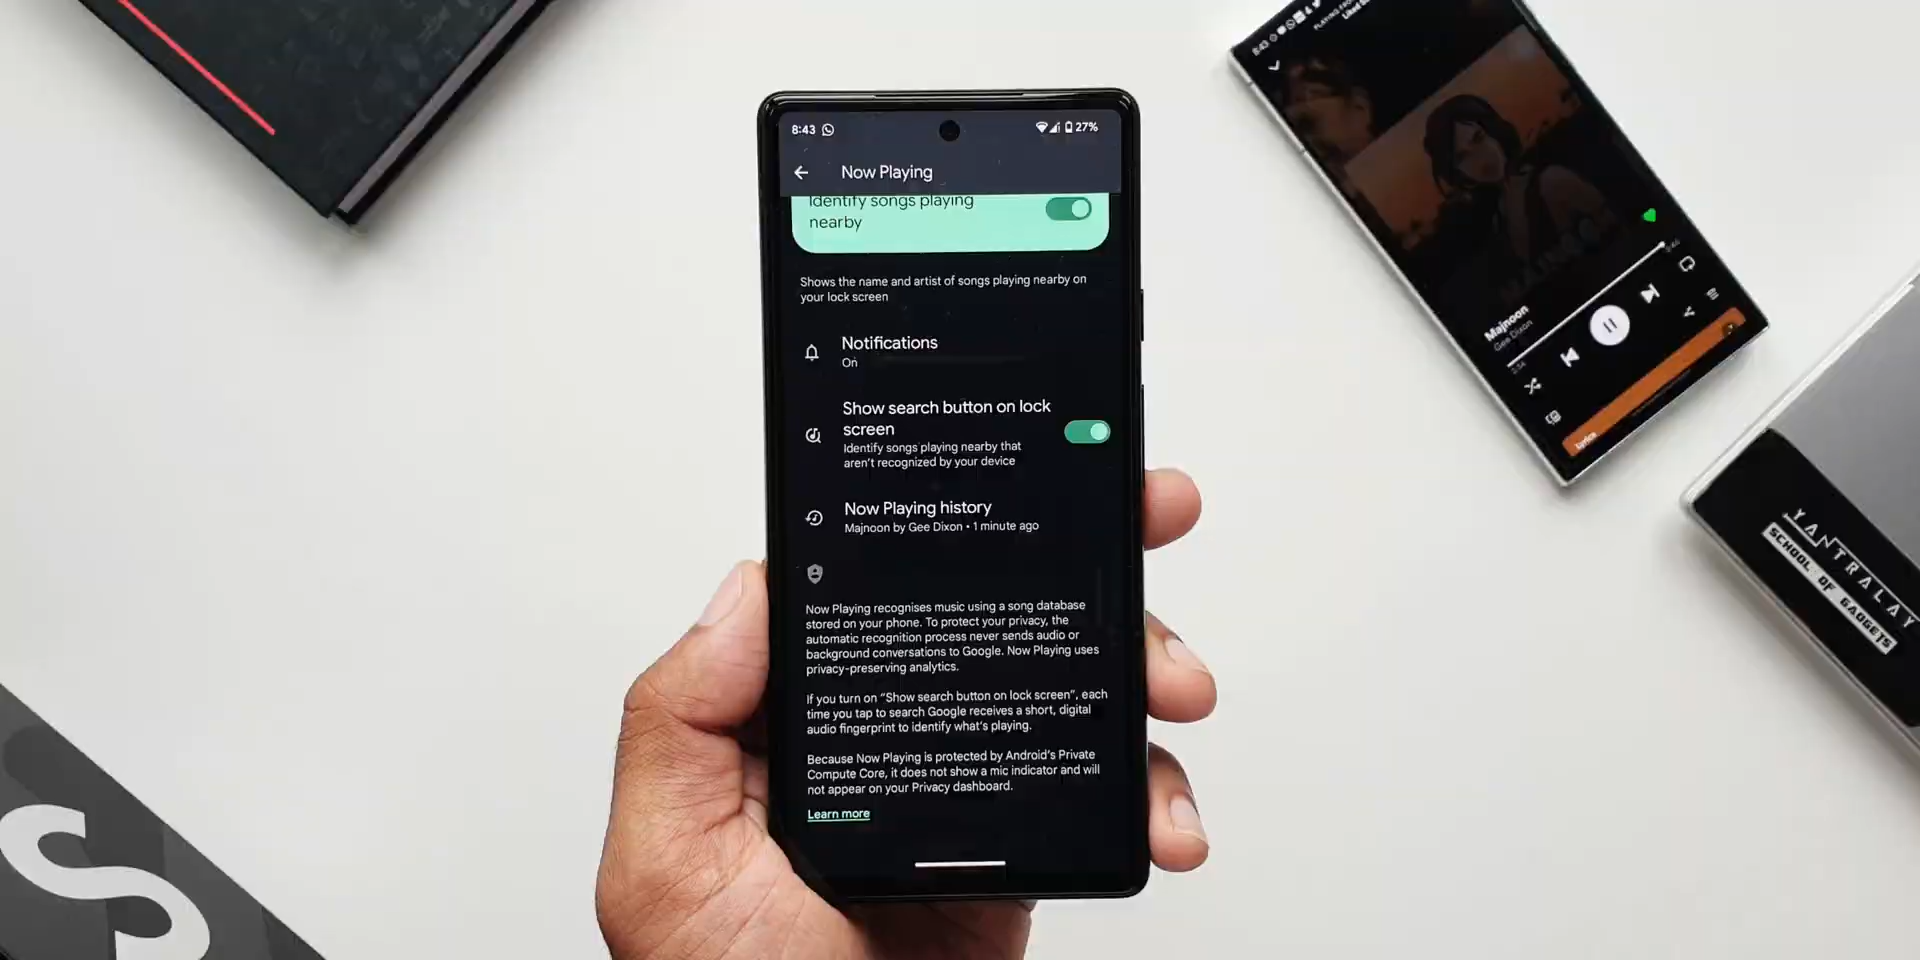 8:43
27%
Now Playing
Identify songs playing
nearby
Shows the name and artist of songs playing nearby on
your lock screen
Notifications
On
Show search button on lock
screen
Identify songs playing nearby that
aren't recognized by your device
Now Playing history
Majnoon by Gee Dixon • 1 minute ago
Now Playing recognises music using a song database
stored on your phone. To protect your privacy, the
automatic recognition process never sends audio or
background conversations to Google. Now Playing uses
privacy-preserving analytics.
If you turn on “Show search button on lock screen”, each
time you tap to search Google receives a short, digital
audio fingerprint to identify what's playing.
Because Now Playing is protected by Android's Private
Compute Core, it does not show a mic indicator and will
not appear on your Privacy dashboard.
Learn more
8:43
Majnoon
Gee Dixon
Lyrics
YANTRALAY
SCHOOL OF GADGETS
S